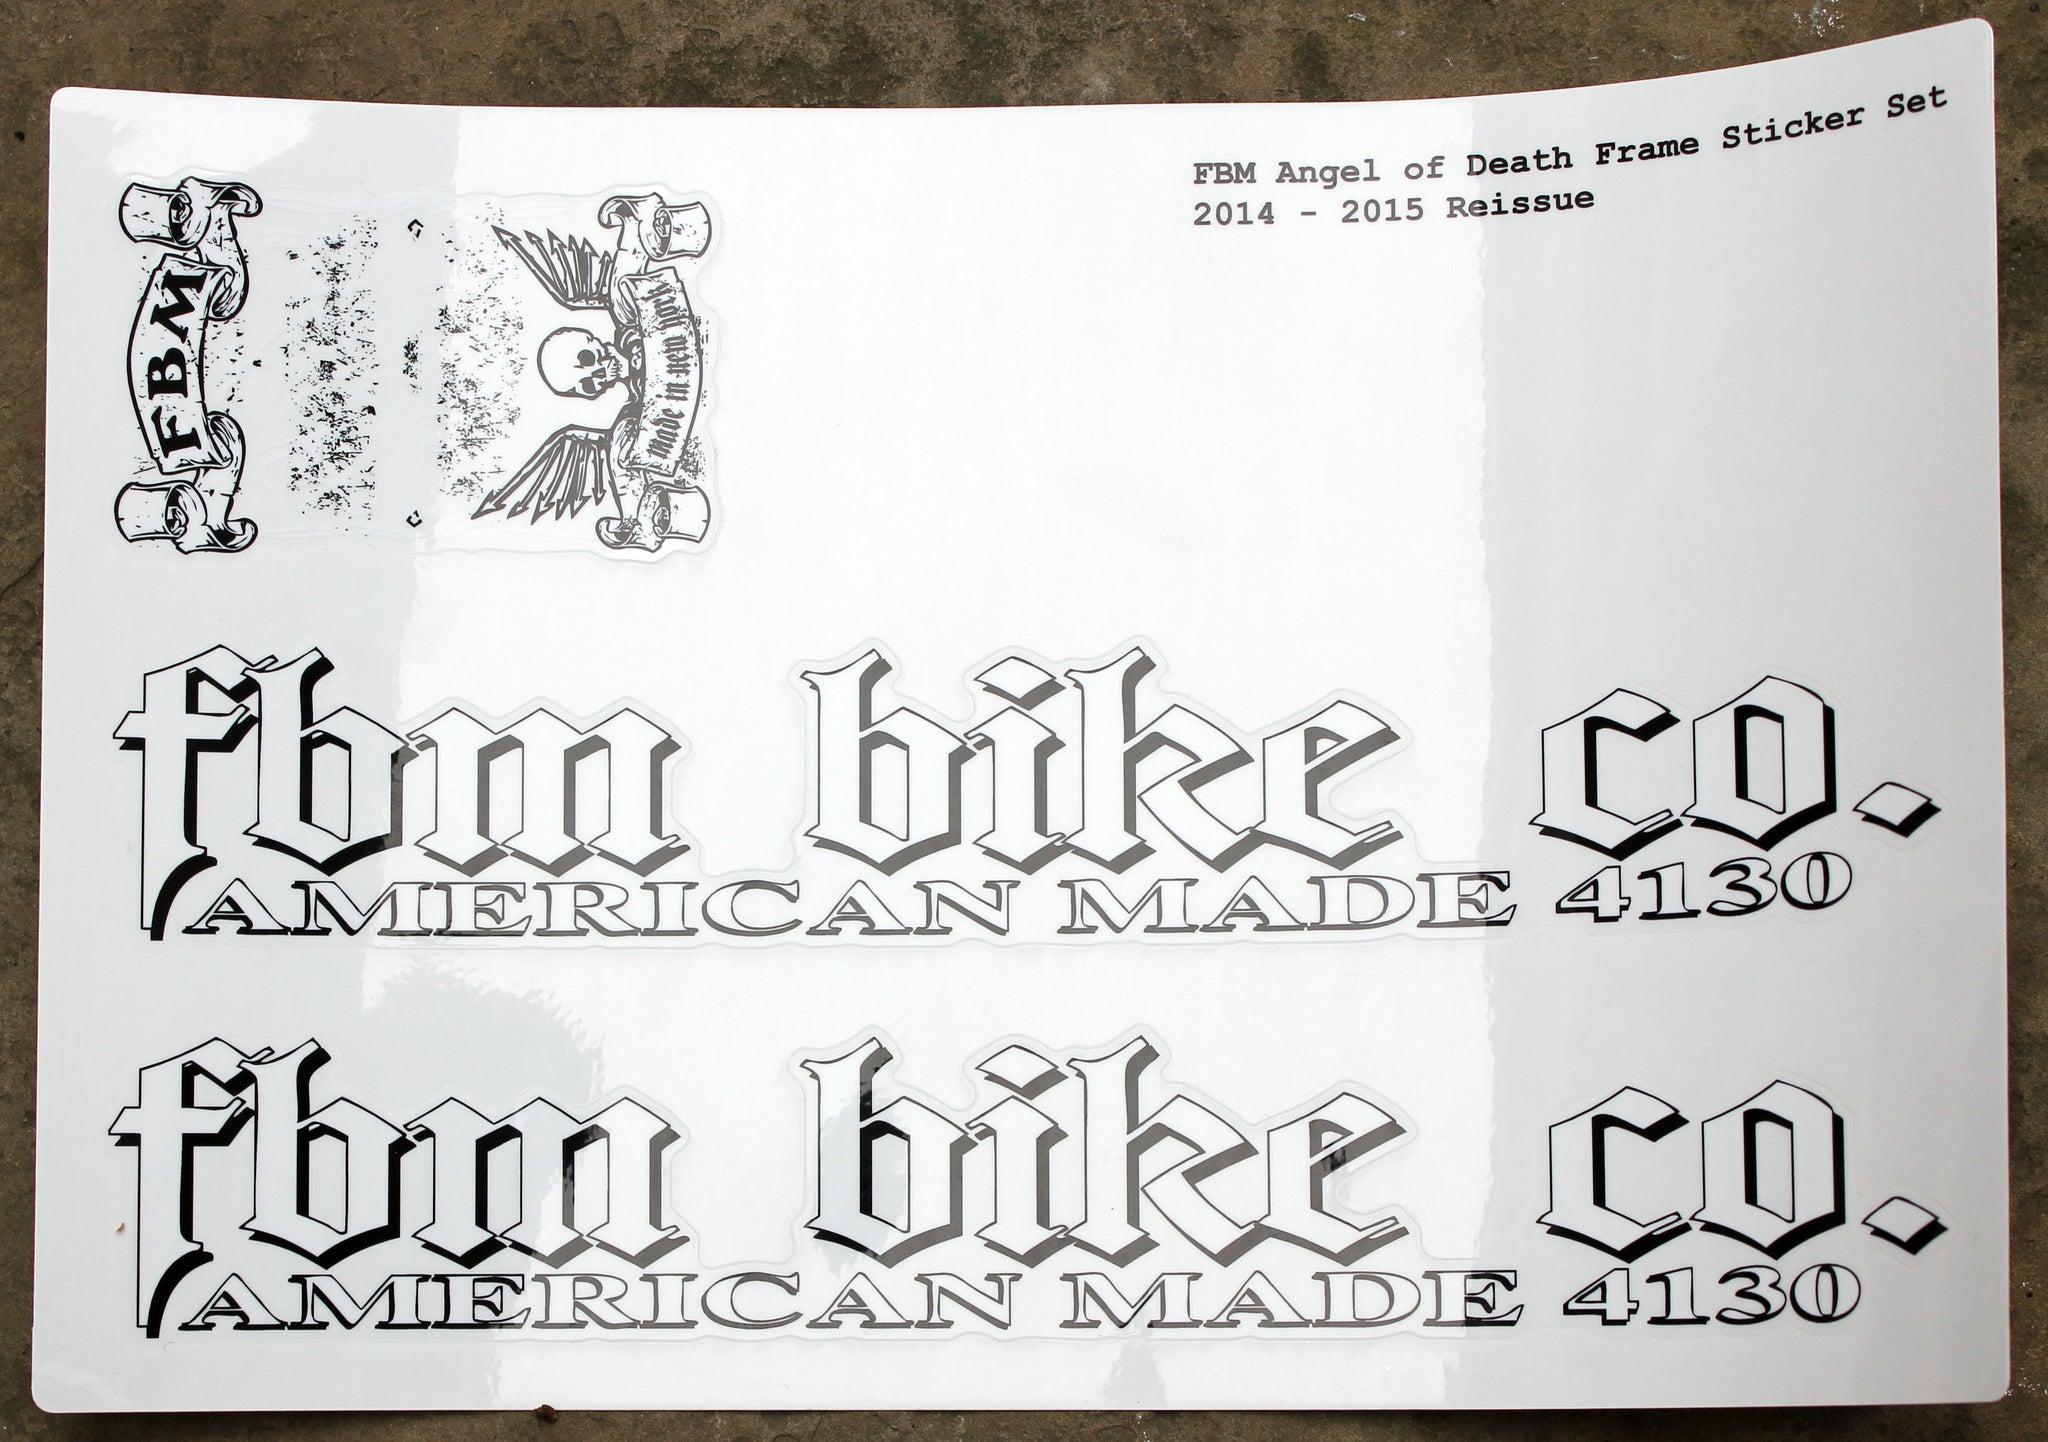 FBM Angel of Death Frame Sticker Set
2014 - 2015 Reissue
FBM
made in new york
fbm bike co.
AMERICAN MADE 4130
fbm bike co.
AMERICAN MADE 4130